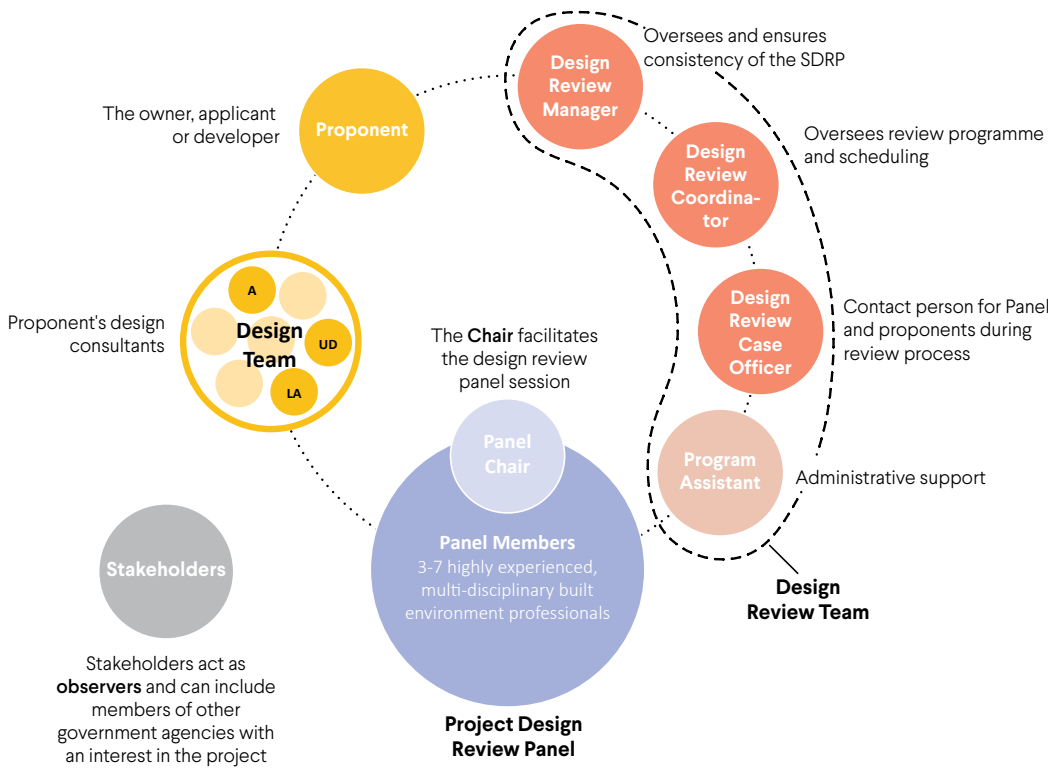 Oversees and ensures
consistency of the SDRP
Design
Review
Manager
The owner, applicant
or developer
Proponent
Oversees review programme
and scheduling
Design
Review
Coordina-
tor
Proponent's design
consultants
A
Design
Team
UD
LA
Design
Review
Case
Officer
Contact person for Panel
and proponents during
review process
The Chair facilitates
the design review
panel session
Panel
Chair
Program
Assistant
Administrative support
Panel Members
3-7 highly experienced,
multi-disciplinary built
environment professionals
Stakeholders
Design
Review Team
Stakeholders act as
observers and can include
members of other
government agencies with
an interest in the project
Project Design
Review Panel